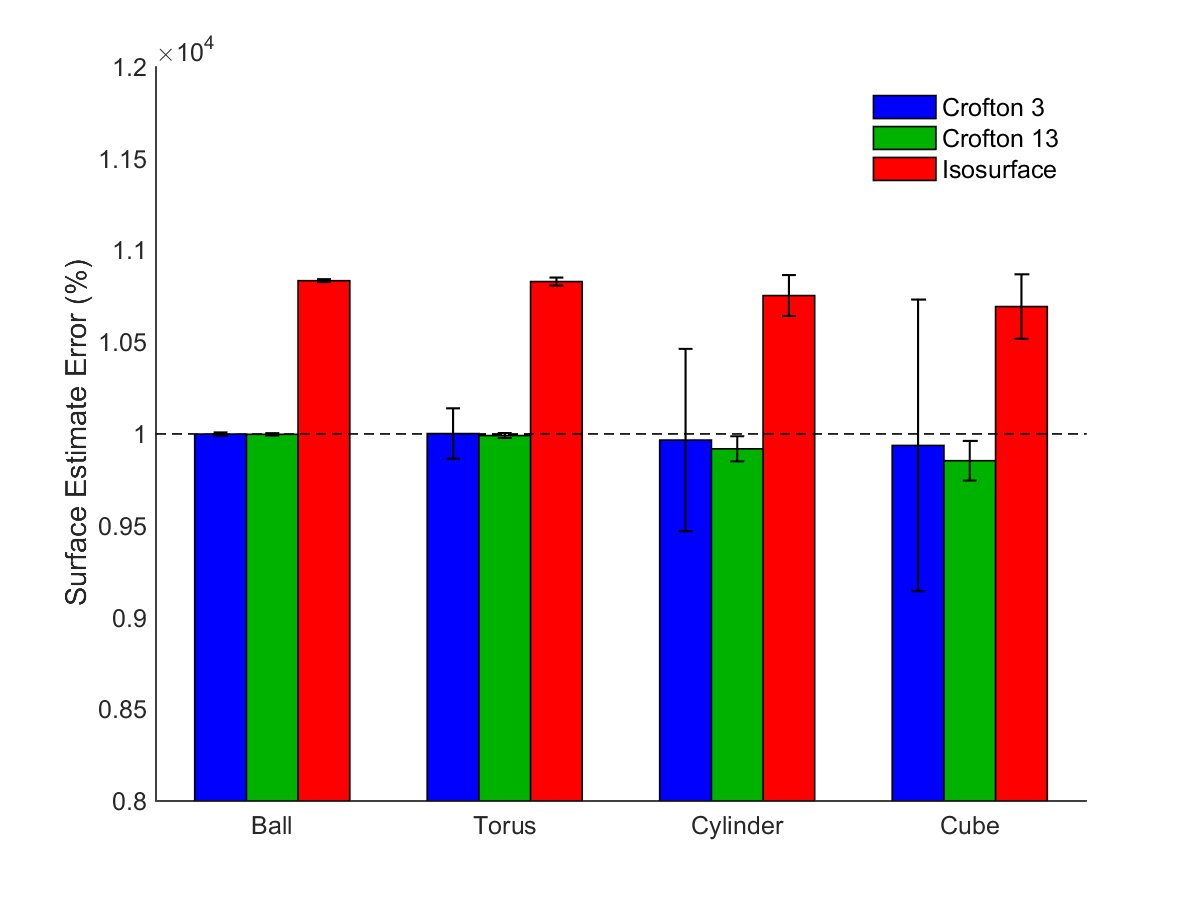 ×10⁴
1.2
1.15
1.1
1.05
1
0.95
0.9
0.85
0.8
Surface Estimate Error (%)
Crofton 3
Crofton 13
Isosurface
Ball
Torus
Cylinder
Cube